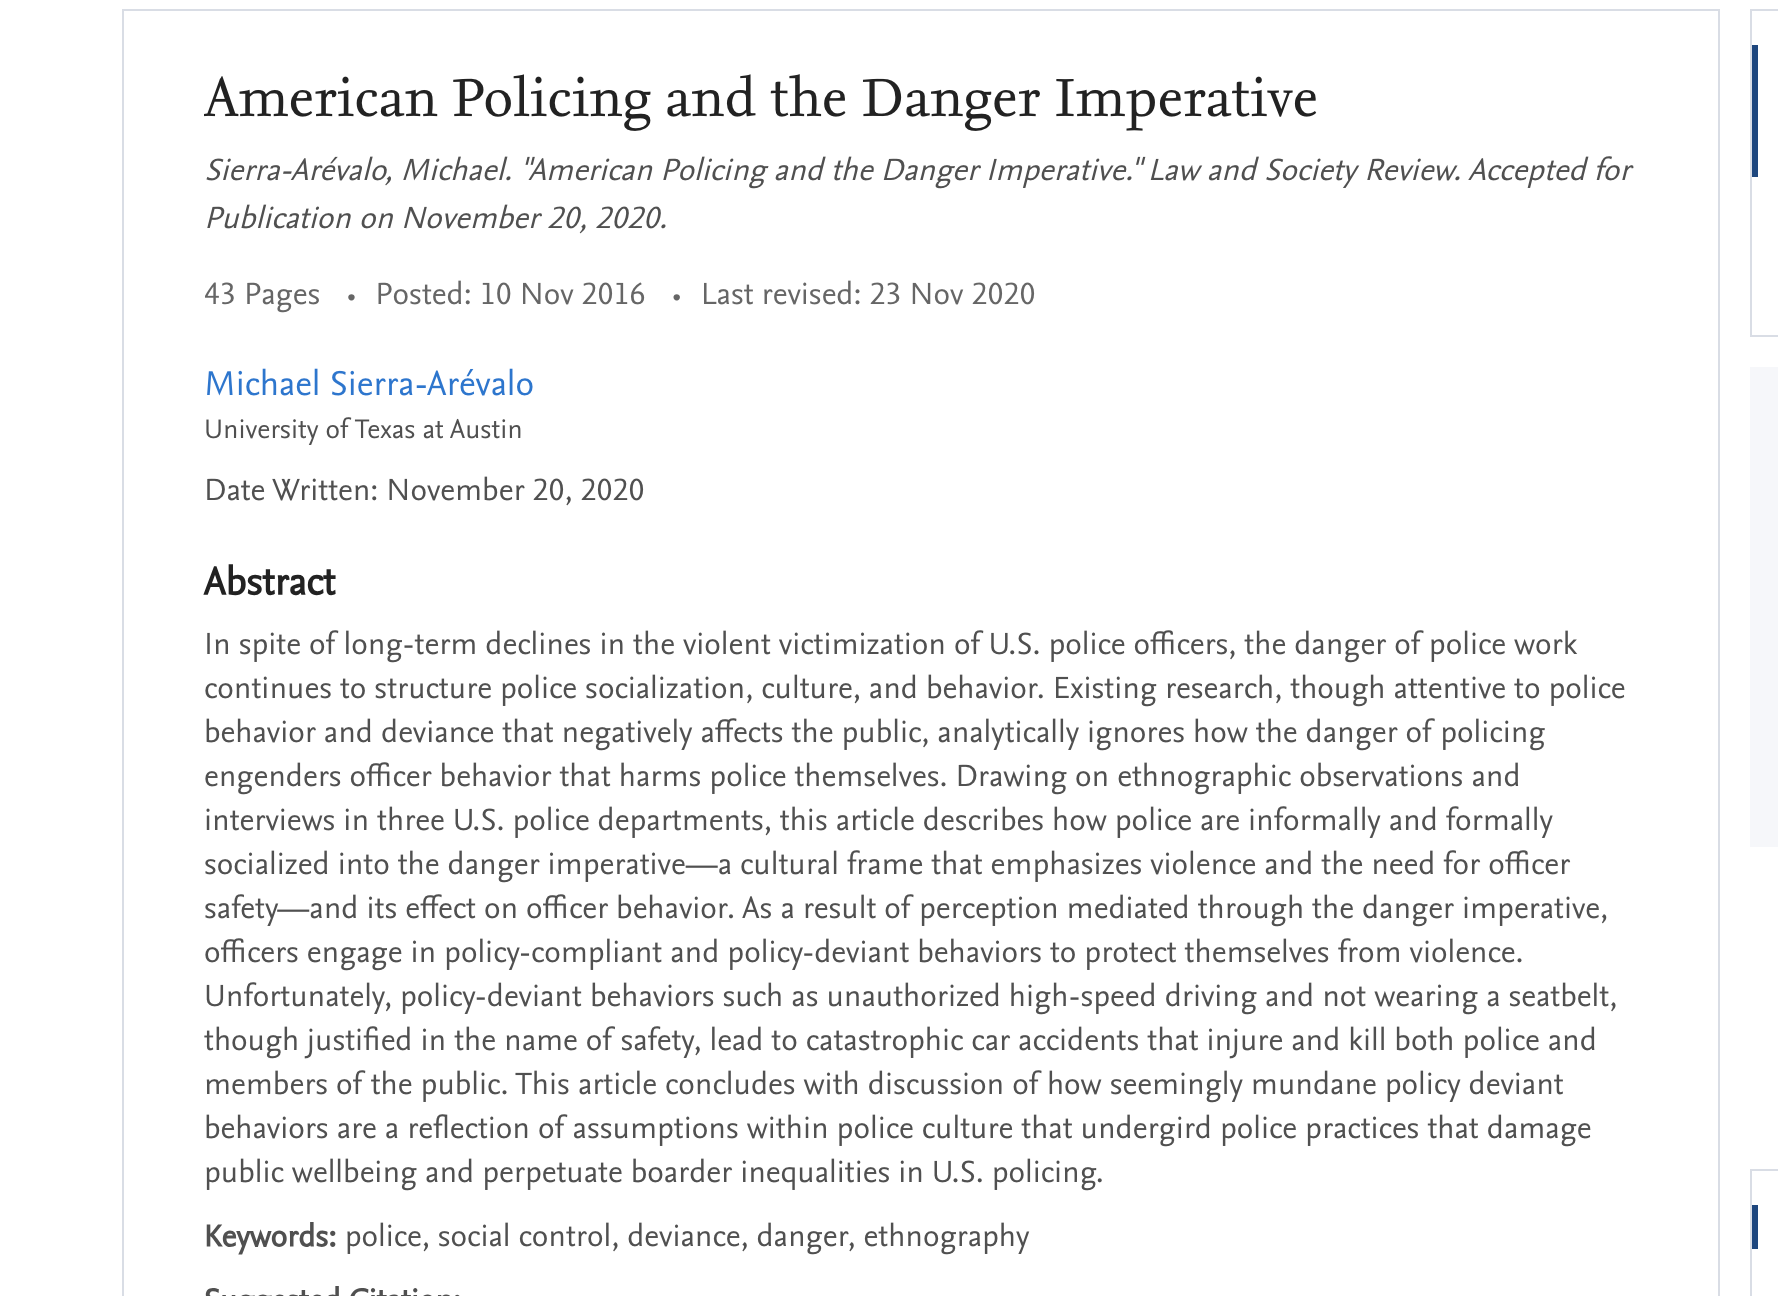 American Policing and the Danger Imperative
Sierra-Arévalo, Michael. "American Policing and the Danger Imperative." Law and Society Review. Accepted for
Publication on November 20, 2020.
43 Pages • Posted: 10 Nov 2016 • Last revised: 23 Nov 2020
Michael Sierra-Arévalo
University of Texas at Austin
Date Written: November 20, 2020
Abstract
In spite of long-term declines in the violent victimization of U.S. police officers, the danger of police work
continues to structure police socialization, culture, and behavior. Existing research, though attentive to police
behavior and deviance that negatively affects the public, analytically ignores how the danger of policing
engenders officer behavior that harms police themselves. Drawing on ethnographic observations and
interviews in three U.S. police departments, this article describes how police are informally and formally
socialized into the danger imperative—a cultural frame that emphasizes violence and the need for officer
safety—and its effect on officer behavior. As a result of perception mediated through the danger imperative,
officers engage in policy-compliant and policy-deviant behaviors to protect themselves from violence.
Unfortunately, policy-deviant behaviors such as unauthorized high-speed driving and not wearing a seatbelt,
though justified in the name of safety, lead to catastrophic car accidents that injure and kill both police and
members of the public. This article concludes with discussion of how seemingly mundane policy deviant
behaviors are a reflection of assumptions within police culture that undergird police practices that damage
public wellbeing and perpetuate boarder inequalities in U.S. policing.
Keywords: police, social control, deviance, danger, ethnography
Suggested Citation: